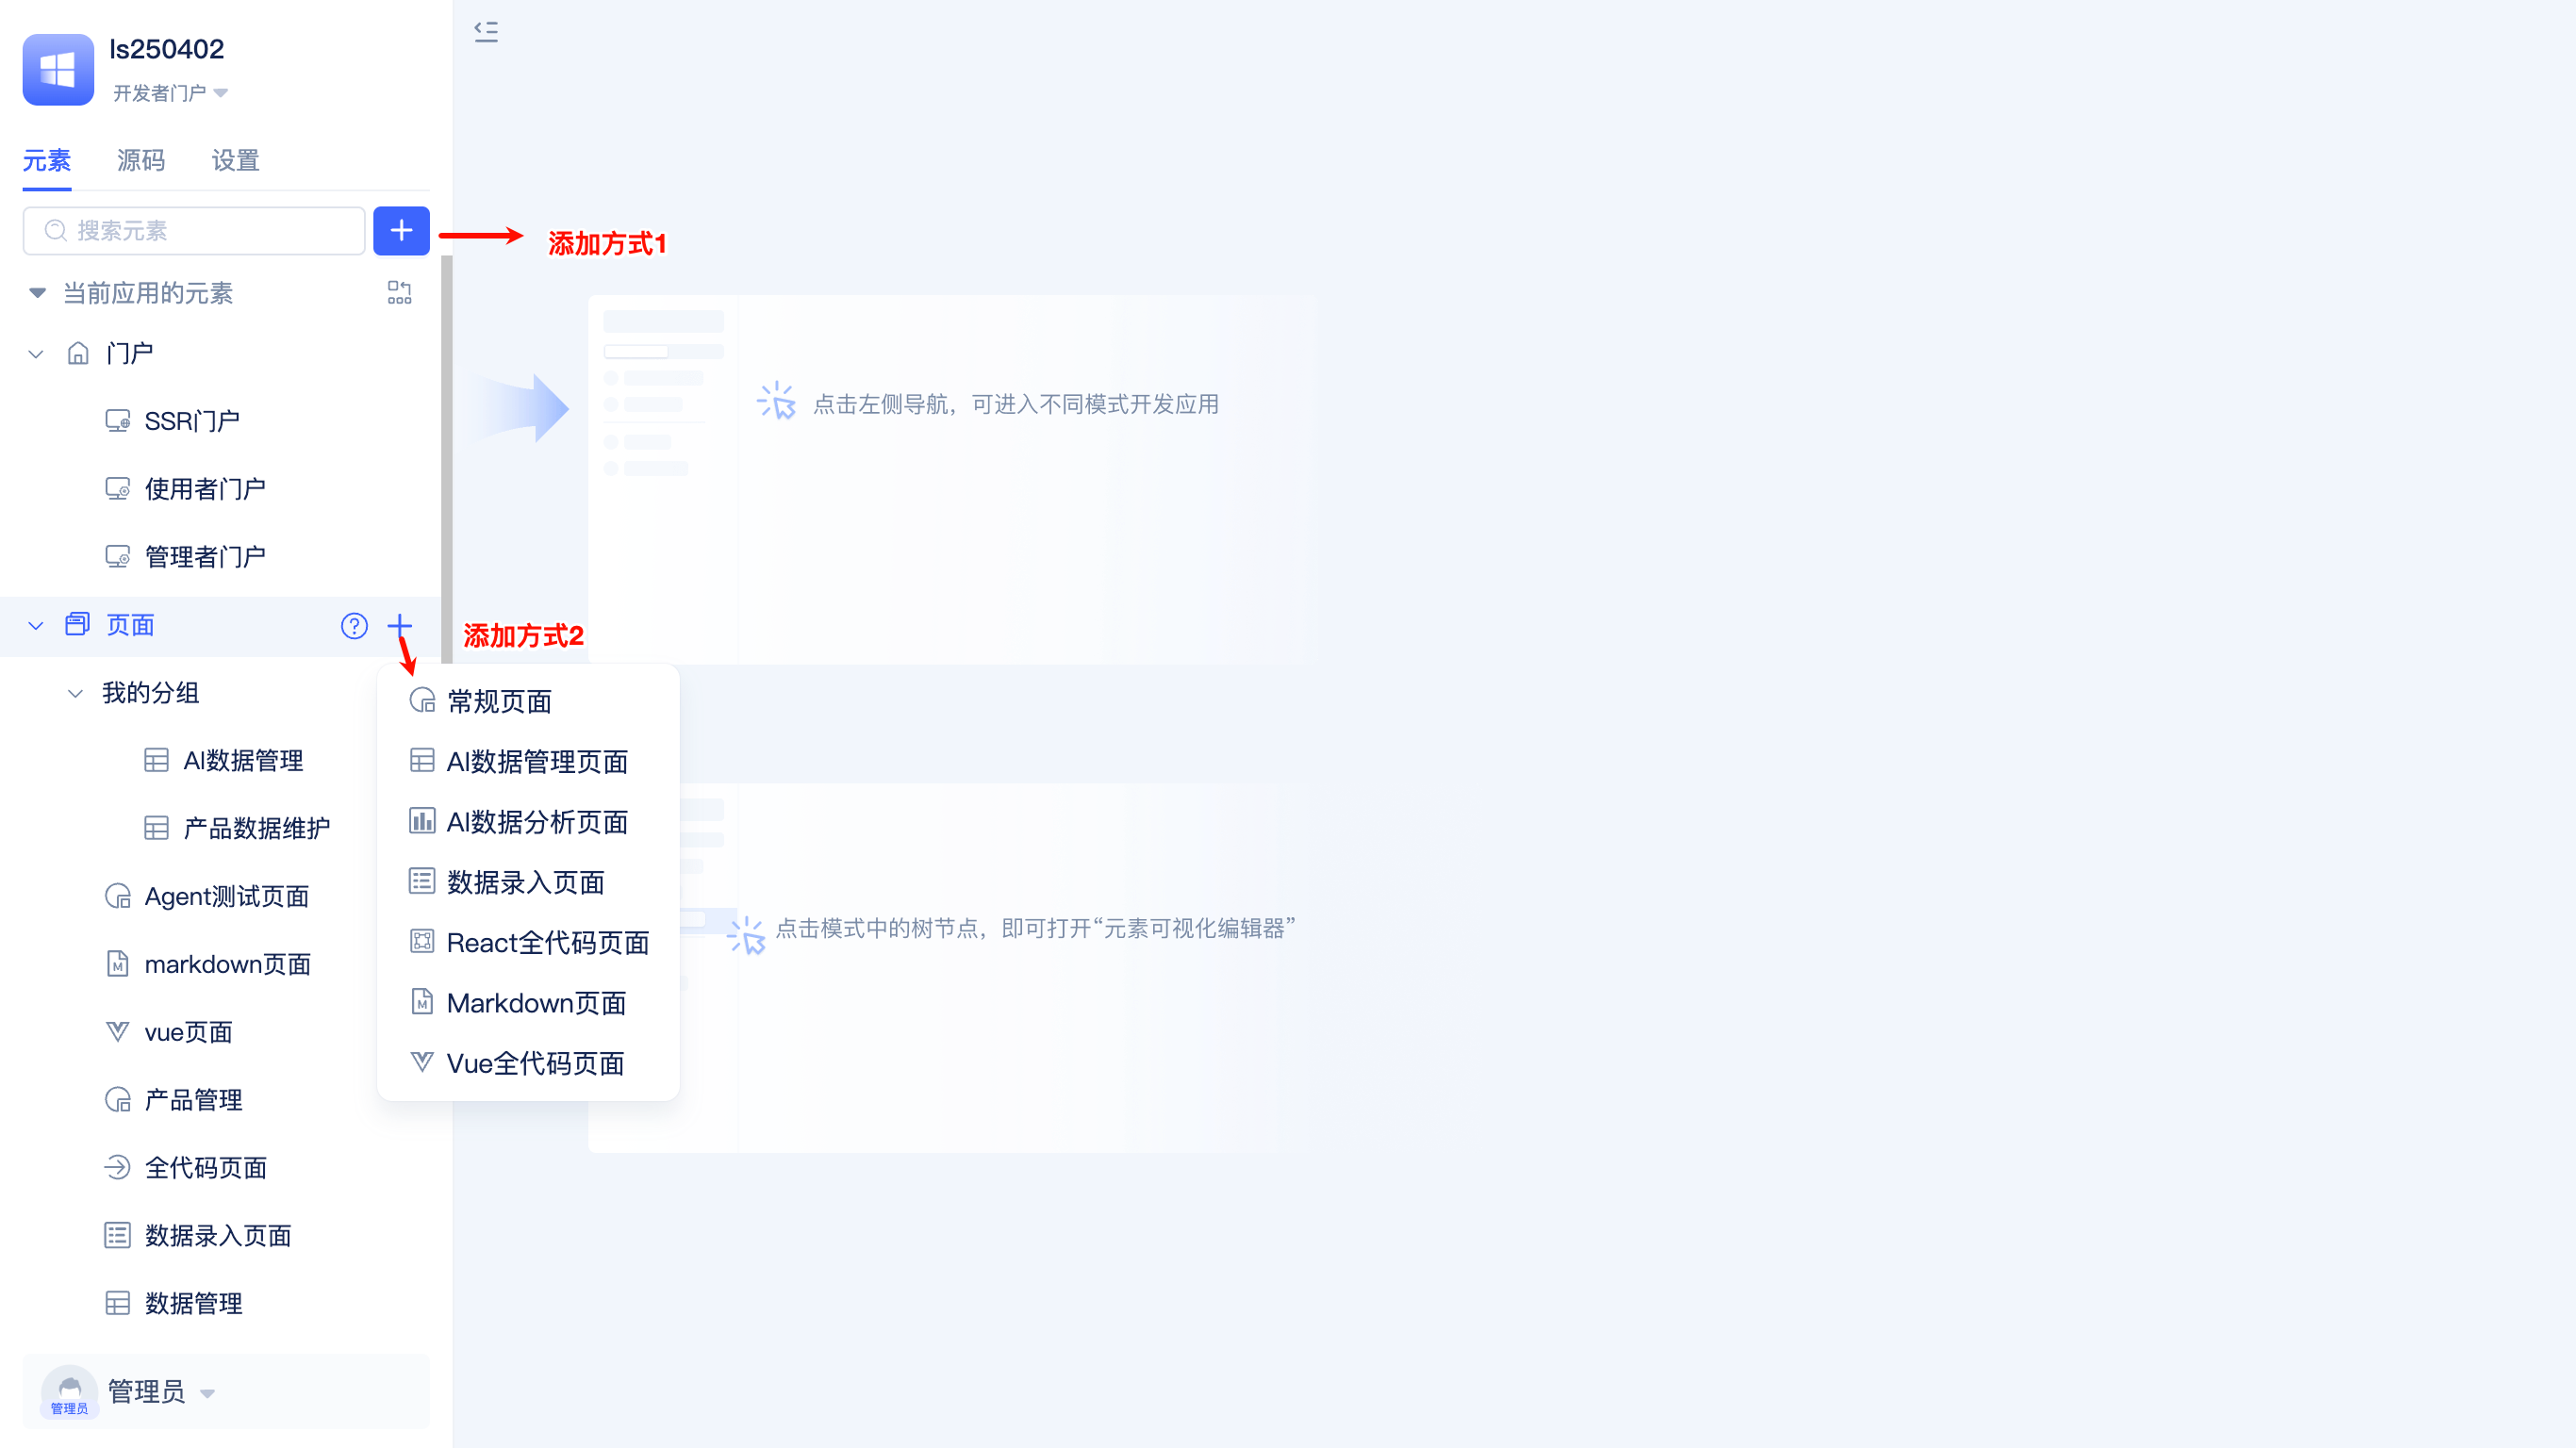 ls250402
开发者门户
元素 源码 设置
搜索元素
添加方式1
当前应用的元素
门户
SSR门户
使用者门户
管理者门户
页面
添加方式2
我的分组
AI数据管理
产品数据维护
Agent测试页面
markdown页面
vue页面
产品管理
全代码页面
数据录入页面
数据管理
管理员
管理员
常规页面
AI数据管理页面
AI数据分析页面
数据录入页面
React全代码页面
Markdown页面
Vue全代码页面
点击左侧导航，可进入不同模式开发应用
点击模式中的树节点，即可打开“元素可视化编辑器”